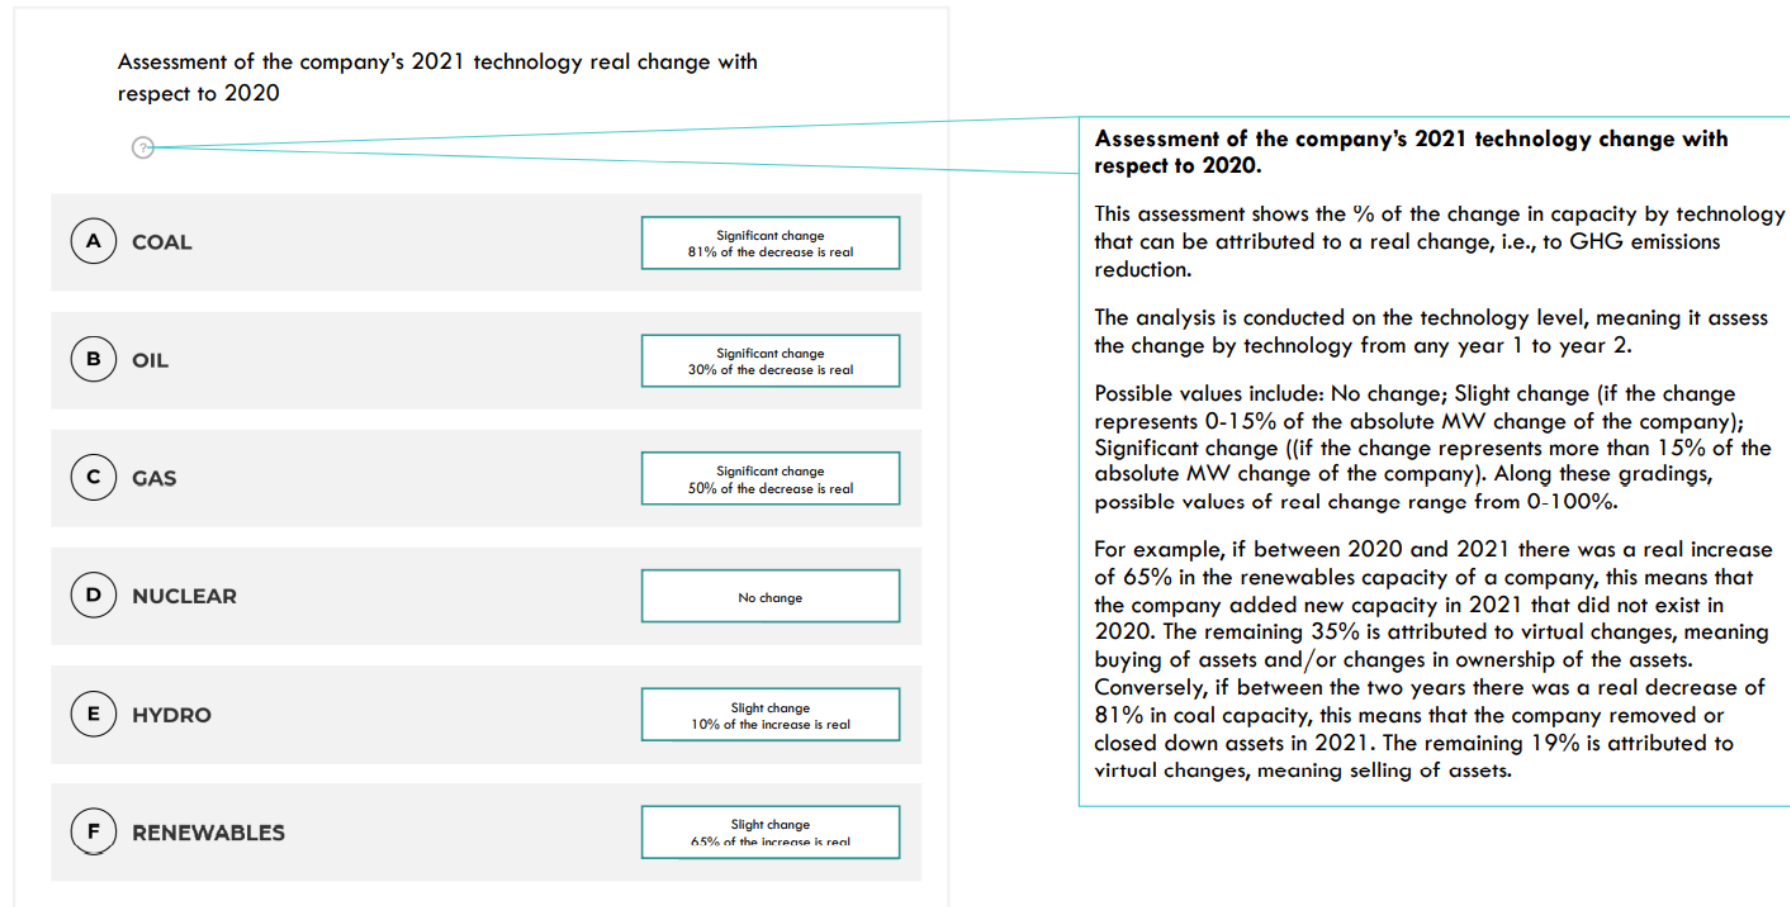 Assessment of the company's 2021 technology real change with
respect to 2020
?
A COAL
Significant change
81% of the decrease is real
B OIL
Significant change
30% of the decrease is real
C GAS
Significant change
50% of the decrease is real
D NUCLEAR
No change
E HYDRO
Slight change
10% of the increase is real
F RENEWABLES
Slight change
65% of the increase is real
Assessment of the company's 2021 technology change with
respect to 2020.
This assessment shows the % of the change in capacity by technology
that can be attributed to a real change, i.e., to GHG emissions
reduction.
The analysis is conducted on the technology level, meaning it assess
the change by technology from any year 1 to year 2.
Possible values include: No change; Slight change (if the change
represents 0-15% of the absolute MW change of the company);
Significant change ((if the change represents more than 15% of the
absolute MW change of the company). Along these gradings,
possible values of real change range from 0-100%.
For example, if between 2020 and 2021 there was a real increase
of 65% in the renewables capacity of a company, this means that
the company added new capacity in 2021 that did not exist in
2020. The remaining 35% is attributed to virtual changes, meaning
buying of assets and/or changes in ownership of the assets.
Conversely, if between the two years there was a real decrease of
81% in coal capacity, this means that the company removed or
closed down assets in 2021. The remaining 19% is attributed to
virtual changes, meaning selling of assets.